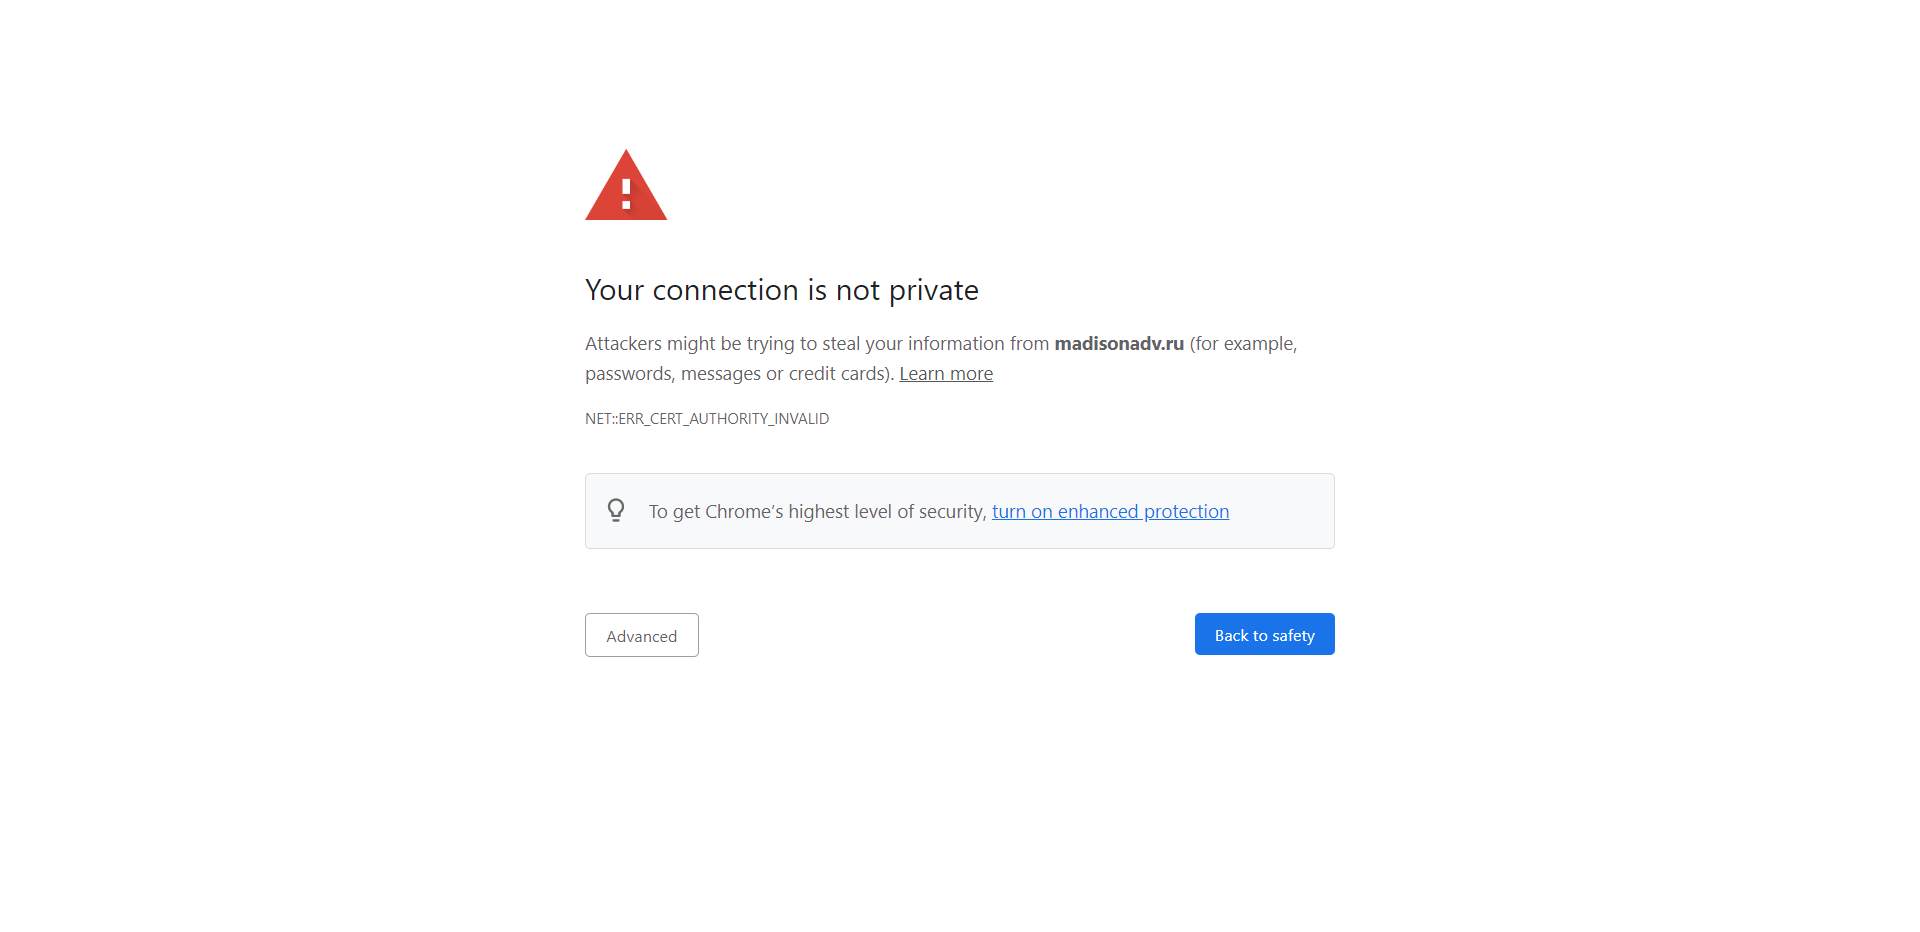 Your connection is not private
Attackers might be trying to steal your information from madisonadv.ru (for example,
passwords, messages or credit cards). Learn more
NET::ERR_CERT_AUTHORITY_INVALID
To get Chrome’s highest level of security, turn on enhanced protection
Advanced
Back to safety